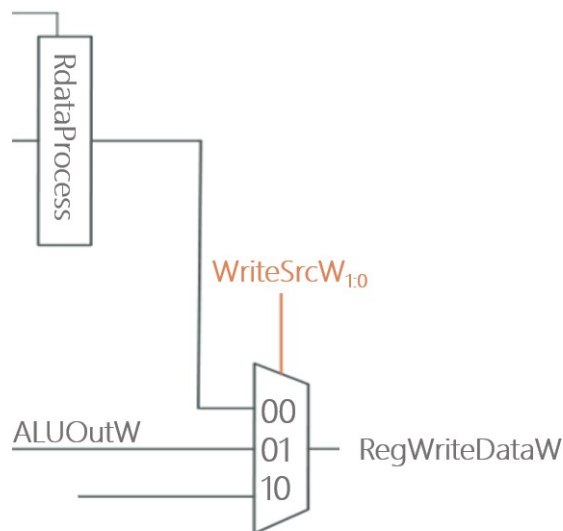 RdataProcess
WriteSrcW1:0
00
ALUOutW
01
RegWriteDataW
10